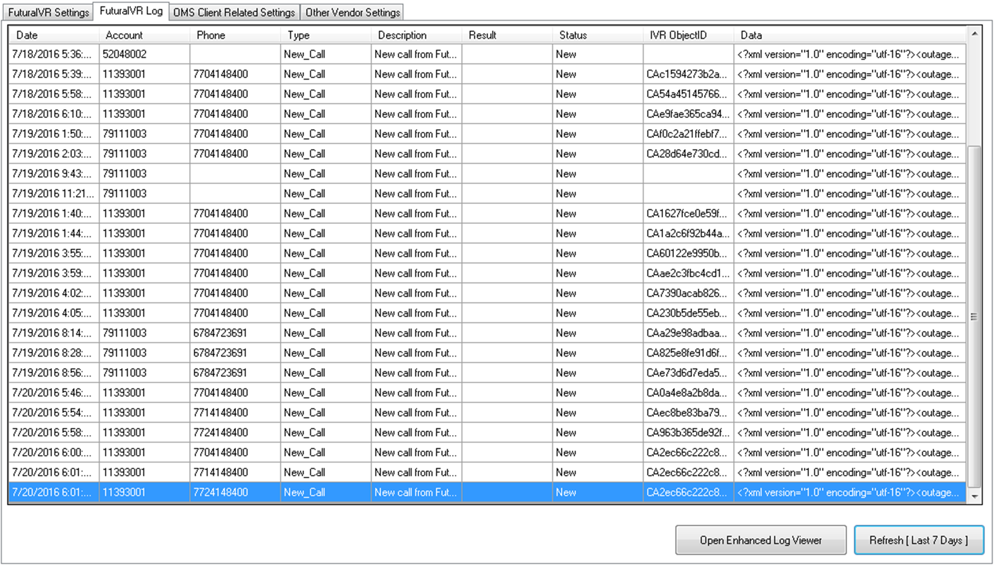 FuturaIVR Settings FuturaIVR Log OMS Client Related Settings Other Vendor Settings
Date Account Phone Type Description Result Status IVR ObjectID Data
7/18/2016 5:36:... 52048002 New_Call New call from Fut... New <?xml version="1.0" encoding="utf-16"?><outage...
7/18/2016 5:39:... 11393001 7704148400 New_Call New call from Fut... New CAc1594273b2a... <?xml version="1.0" encoding="utf-16"?><outage...
7/18/2016 5:58:... 11393001 7704148400 New_Call New call from Fut... New CA54a45145766... <?xml version="1.0" encoding="utf-16"?><outage...
7/18/2016 6:10:... 11393001 7704148400 New_Call New call from Fut... New CAe9fae365ca94... <?xml version="1.0" encoding="utf-16"?><outage...
7/19/2016 1:50:... 79111003 7704148400 New_Call New call from Fut... New CAf0c2a21ffebf7... <?xml version="1.0" encoding="utf-16"?><outage...
7/19/2016 2:03:... 79111003 7704148400 New_Call New call from Fut... New CA28d64e730cd... <?xml version="1.0" encoding="utf-16"?><outage...
7/19/2016 9:43:... 79111003 New_Call New call from Fut... New <?xml version="1.0" encoding="utf-16"?><outage...
7/19/2016 11:21... 79111003 New_Call New call from Fut... New <?xml version="1.0" encoding="utf-16"?><outage...
7/19/2016 1:40:... 11393001 7704148400 New_Call New call from Fut... New CA1627fce0e59f... <?xml version="1.0" encoding="utf-16"?><outage...
7/19/2016 1:44:... 11393001 7704148400 New_Call New call from Fut... New CA1a2c6f92b44a... <?xml version="1.0" encoding="utf-16"?><outage...
7/19/2016 3:55:... 11393001 7704148400 New_Call New call from Fut... New CA60122e9950b... <?xml version="1.0" encoding="utf-16"?><outage...
7/19/2016 3:59:... 11393001 7704148400 New_Call New call from Fut... New CAae2c3fbc4cd1... <?xml version="1.0" encoding="utf-16"?><outage...
7/19/2016 4:02:... 11393001 7704148400 New_Call New call from Fut... New CA7390acab826... <?xml version="1.0" encoding="utf-16"?><outage...
7/19/2016 4:05:... 11393001 7704148400 New_Call New call from Fut... New CA230b5de55eb... <?xml version="1.0" encoding="utf-16"?><outage...
7/19/2016 8:14:... 79111003 6784723691 New_Call New call from Fut... New CAa29e98adbaa... <?xml version="1.0" encoding="utf-16"?><outage...
7/19/2016 8:28:... 79111003 6784723691 New_Call New call from Fut... New CA825e8fe91d6f... <?xml version="1.0" encoding="utf-16"?><outage...
7/19/2016 8:56:... 79111003 6784723691 New_Call New call from Fut... New CAe73d6d7eda5... <?xml version="1.0" encoding="utf-16"?><outage...
7/20/2016 5:46:... 11393001 7704148400 New_Call New call from Fut... New CA0a4e8a2b8da... <?xml version="1.0" encoding="utf-16"?><outage...
7/20/2016 5:54:... 11393001 7714148400 New_Call New call from Fut... New CAec8be83ba79... <?xml version="1.0" encoding="utf-16"?><outage...
7/20/2016 5:58:... 11393001 7724148400 New_Call New call from Fut... New CA963b365de92f... <?xml version="1.0" encoding="utf-16"?><outage...
7/20/2016 6:00:... 11393001 7704148400 New_Call New call from Fut... New CA2ec66c222c8... <?xml version="1.0" encoding="utf-16"?><outage...
7/20/2016 6:01:... 11393001 7714148400 New_Call New call from Fut... New CA2ec66c222c8... <?xml version="1.0" encoding="utf-16"?><outage...
7/20/2016 6:01:... 11393001 7724148400 New_Call New call from Fut... New CA2ec66c222c8... <?xml version="1.0" encoding="utf-16"?><outage...
Open Enhanced Log Viewer Refresh [ Last 7 Days ]